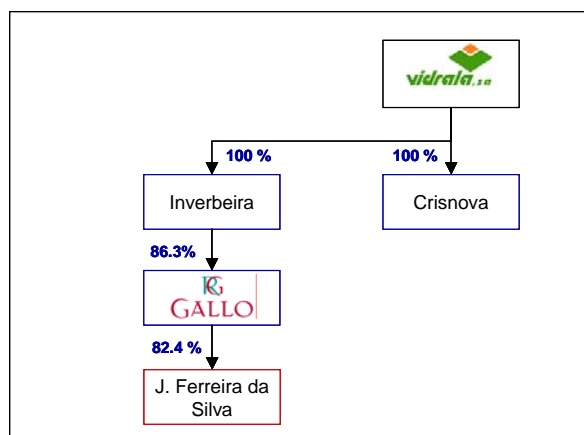 vidrala, sa
100 %
100 %
Inverbeira
Crisnova
86.3%
RG
GALLO
82.4 %
J. Ferreira da
Silva